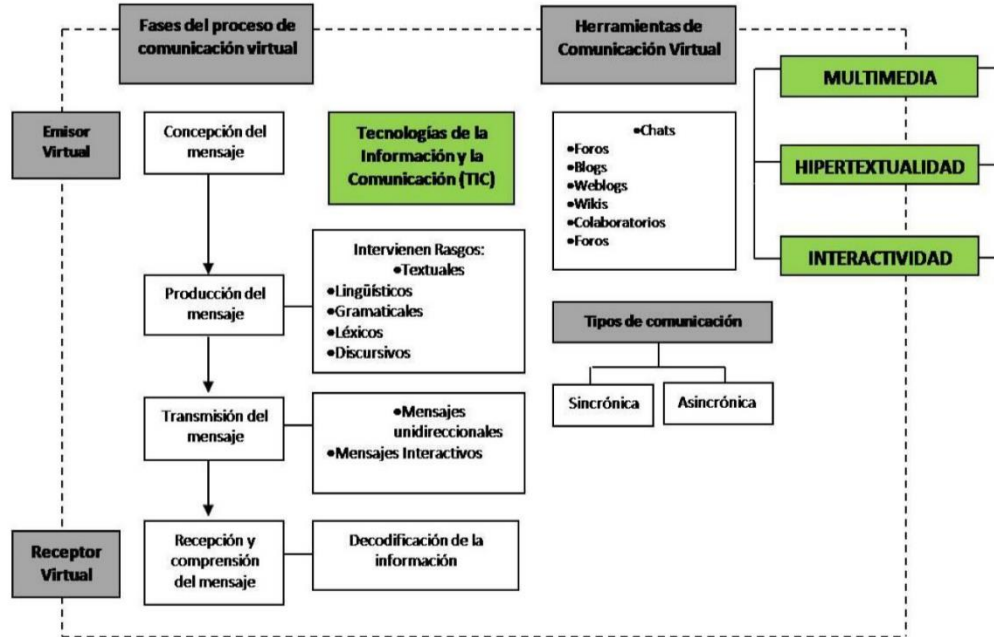 Fases del proceso de
comunicación virtual
Herramientas de
Comunicación Virtual
MULTIMEDIA
Emisor
Virtual
Concepción del
mensaje
Tecnologías de la
Información y la
Comunicación (TIC)
•Chats
•Foros
•Blogs
•Weblogs
•Wikis
•Colaboratorios
•Foros
HIPERTEXTUALIDAD
INTERACTIVIDAD
Intervienen Rasgos:
•Textuales
•Lingüísticos
•Gramaticales
•Léxicos
•Discursivos
Producción del
mensaje
Tipos de comunicación
Sincrónica
Asincrónica
Transmisión del
mensaje
•Mensajes
unidireccionales
•Mensajes Interactivos
Receptor
Virtual
Recepción y
comprensión
del mensaje
Decodificación de la
información